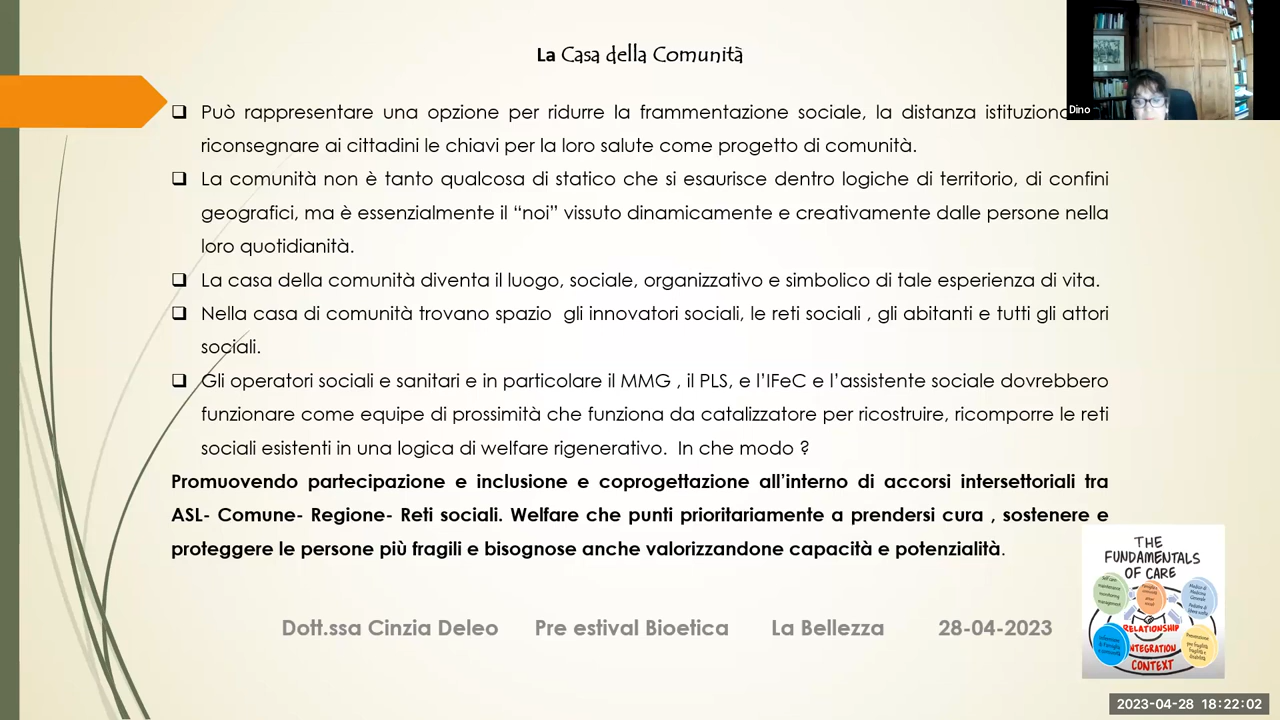 La Casa della Comunità
Dino
❑ Può rappresentare una opzione per ridurre la frammentazione sociale, la distanza
riconsegnare ai cittadini le chiavi per la loro salute come progetto di comunità.
❑ La comunità non è tanto qualcosa di statico che si esaurisce dentro logiche di territorio, di confini
geografici, ma è essenzialmente il “noi” vissuto dinamicamente e creativamente dalle persone nella
loro quotidianità.
❑ La casa della comunità diventa il luogo, sociale, organizzativo e simbolico di tale esperienza di vita.
❑ Nella casa di comunità trovano spazio gli innovatori sociali, le reti sociali , gli abitanti e tutti gli attori
sociali.
❑ Gli operatori sociali e sanitari e in particolare il MMG , il PLS, e l’IFeC e l’assistente sociale dovrebbero
funzionare come equipe di prossimità che funziona da catalizzatore per ricostruire, ricomporre le reti
sociali esistenti in una logica di welfare rigenerativo. In che modo ?
Promuovendo partecipazione e inclusione e coprogettazione all’interno di accorsi intersettoriali tra
ASL- Comune- Regione- Reti sociali. Welfare che punti prioritariamente a prendersi cura , sostenere e
proteggere le persone più fragili e bisognose anche valorizzandone capacità e potenzialità.
THE
FUNDAMENTALS
OF CARE
RELATIONSHIP
INTEGRATION
CONTEXT
Dott.ssa Cinzia Deleo Pre estival Bioetica La Bellezza 28-04-2023
2023-04-28 18:22:02